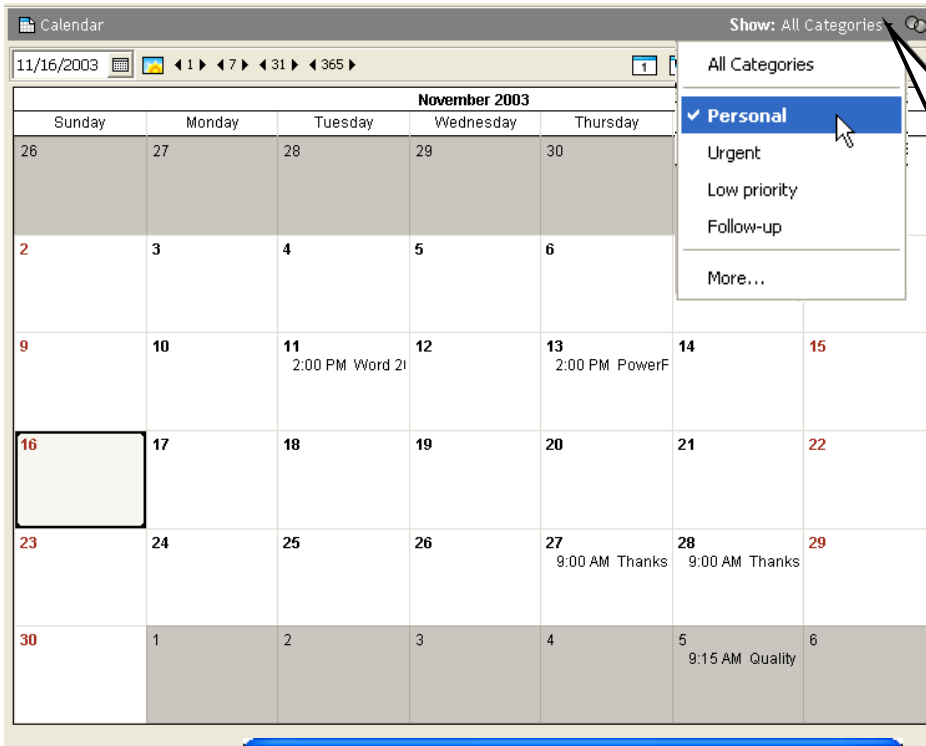 Calendar Show: All Categories
11/16/2003 1 7 31 365 1 All Categories
November 2003
Sunday Monday Tuesday Wednesday Thursday Personal
26 27 28 29 30 Urgent
Low priority
Follow-up
2 3 4 5 6
More...
9 10 11 12 13 14 15
2:00 PM Word 2 2:00 PM Power
16 17 18 19 20 21 22
23 24 25 26 27 28 29
9:00 AM Thanks 9:00 AM Thanks
30 1 2 3 4 5 6
9:15 AM Quality